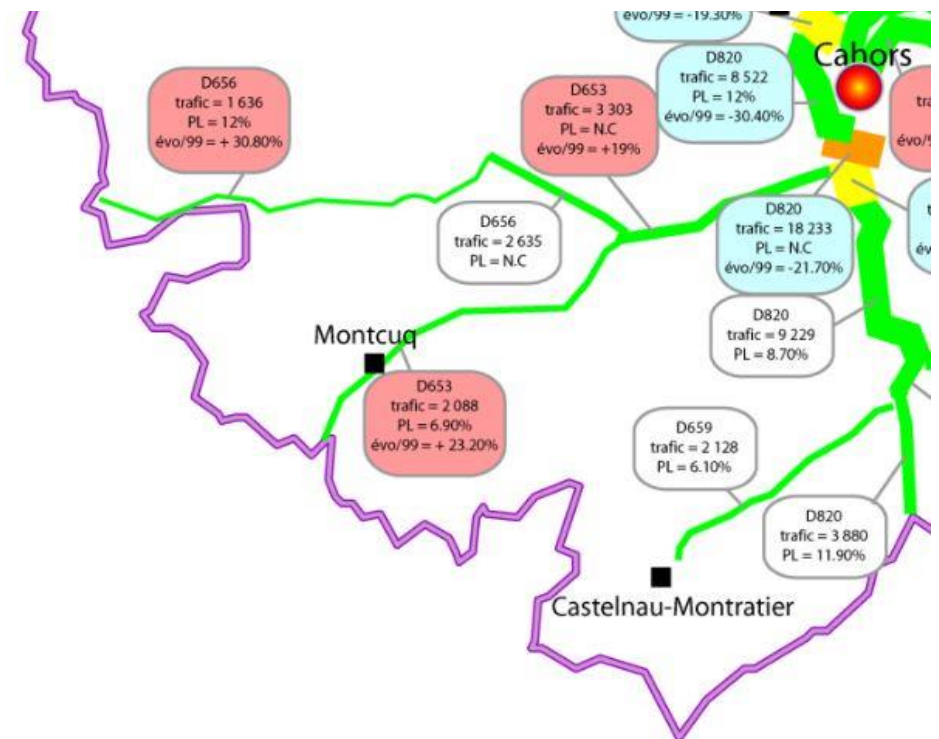 évo/99 = -19.30%
Cahors
D820
trafic = 8 522
PL = 12%
évo/99 = -30.40%
D656
trafic = 1 636
PL = 12%
évo/99 = + 30.80%
D653
trafic = 3 303
PL = N.C
évo/99 = +19%
D656
trafic = 2 635
PL = N.C
D820
trafic = 18 233
PL = N.C
évo/99 = -21.70%
D820
trafic = 9 229
PL = 8.70%
Montcuq
D653
trafic = 2 088
PL = 6.90%
évo/99 = + 23.20%
D659
trafic = 2 128
PL = 6.10%
D820
trafic = 3 880
PL = 11.90%
Castelnau-Montratier